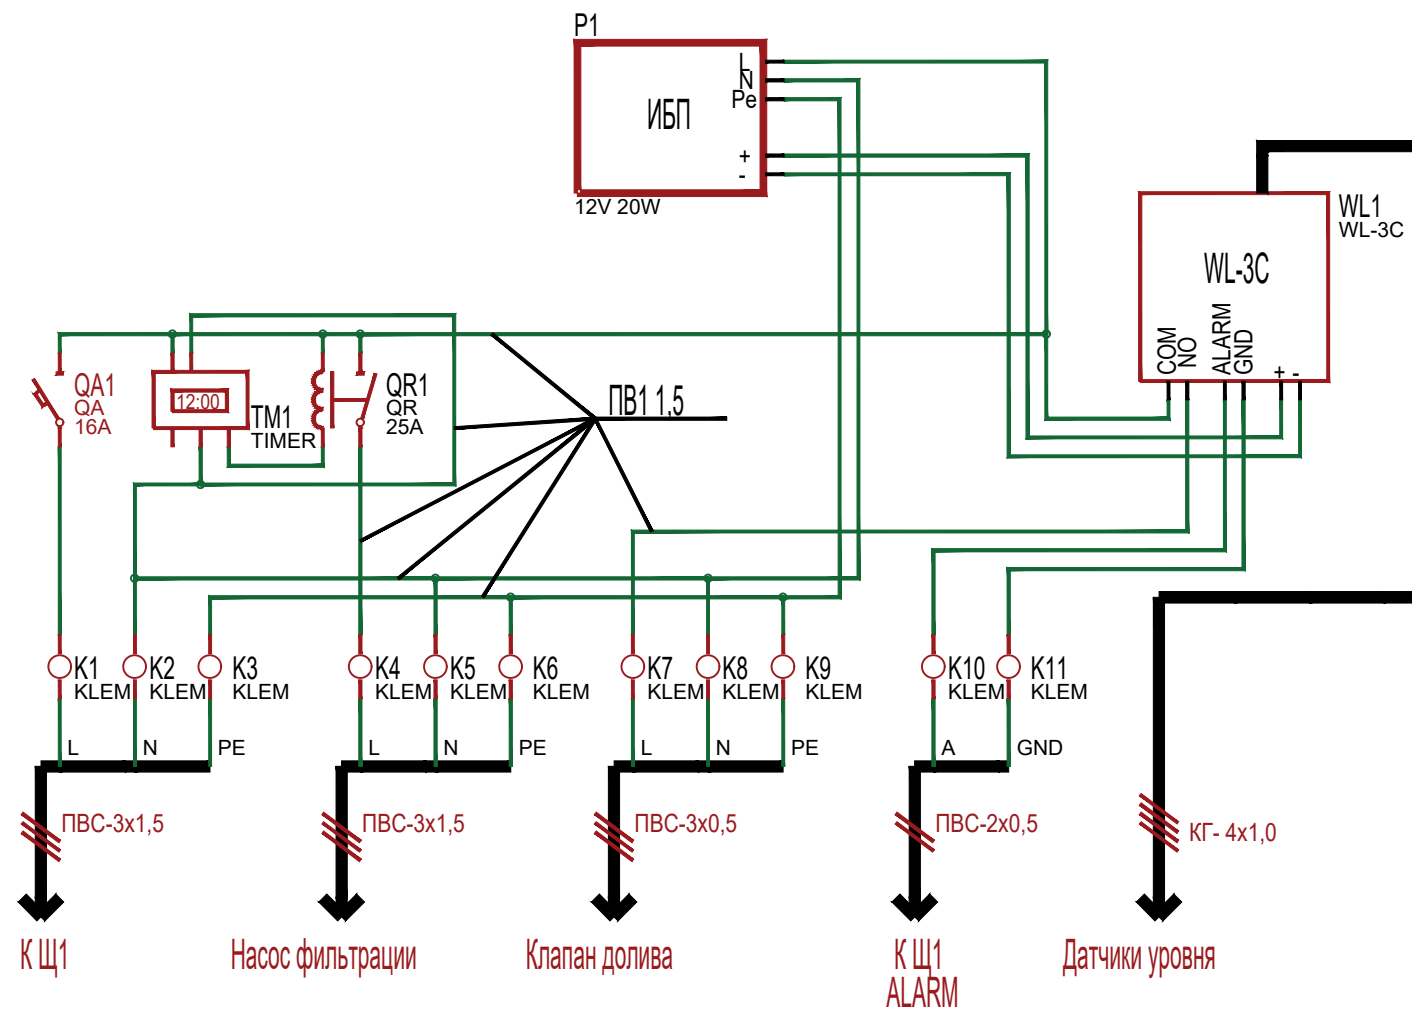 P1
L
N
Pe
ИБП
+
-
12V 20W
WL1
WL-3C
WL-3C
COM
NO
ALARM
GND
+ -
QA1
QA
16A
12:00
TM1
TIMER
QR1
QR
25A
ПВ1 1,5
K1
KLEM
K2
KLEM
K3
KLEM
K4
KLEM
K5
KLEM
K6
KLEM
K7
KLEM
K8
KLEM
K9
KLEM
K10
KLEM
K11
KLEM
L
N
PE
L
N
PE
L
N
PE
A
GND
ПВС-3х1,5
ПВС-3х1,5
ПВС-3х0,5
ПВС-2х0,5
КГ- 4х1,0
К Щ1
Насос фильтрации
Клапан долива
К Щ1
ALARM
Датчики уровня